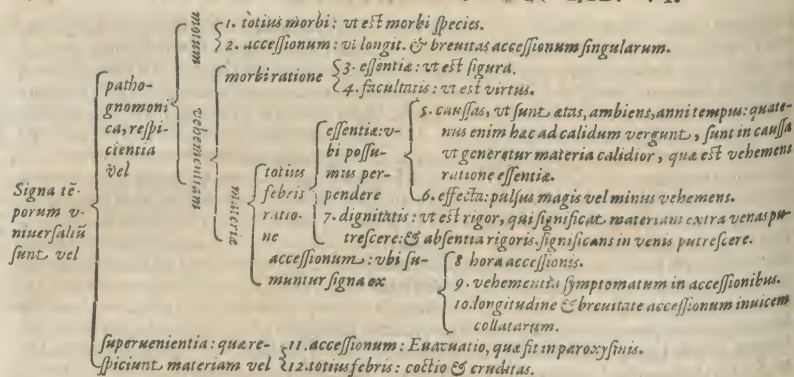 motum
1. totius morbi: vt est morbi species.
2. accessionum: vt longit. & breuitas accessionum singularum.
pathognomonica, respicientia vel
vehementiam
morbi ratione
3. essentiæ: vt est figura.
4. facultatis: vt est virtus.
materiæ
totius febris ratione
essentiæ: vbi possumus perpendere
5. caussas, vt sunt ætas, ambiens, anni tempus: quatenus enim hæc ad calidum vergunt, sunt in caussa vt generetur materia calidior, quæ est vehemens ratione essentiæ.
6. effecta: pulsus magis vel minus vehemens.
7. dignitatis: vt est rigor, qui significat materiam extra venas putrescere: & absentia rigoris, significans in venis putrescere.
accessionum: vbi sumuntur signa ex
8 hora accessionis.
9. vehementia symptomatum in accessionibus.
10. longitudine & breuitate accessionum inuicem collatarum.
Signa tēporum vniuersaliū sunt vel
superuenientia: quæ respiciunt materiam vel
11. accessionum: Euacuatio, quæ fit in paroxysmis.
12. totius febris: coctio & cruditas.